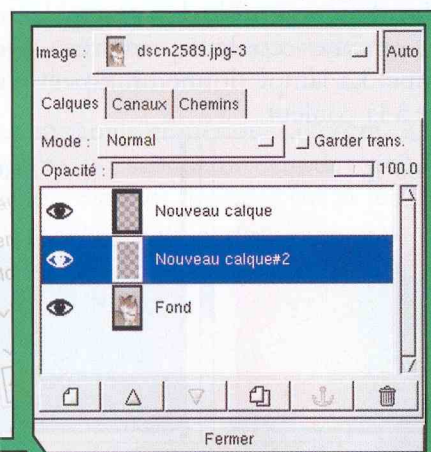 Image : dscn2589.jpg-3 Auto
Calques Canaux Chemins
Mode : Normal Garder trans.
Opacité : 100.0
Nouveau calque
Nouveau calque#2
Fond
Fermer